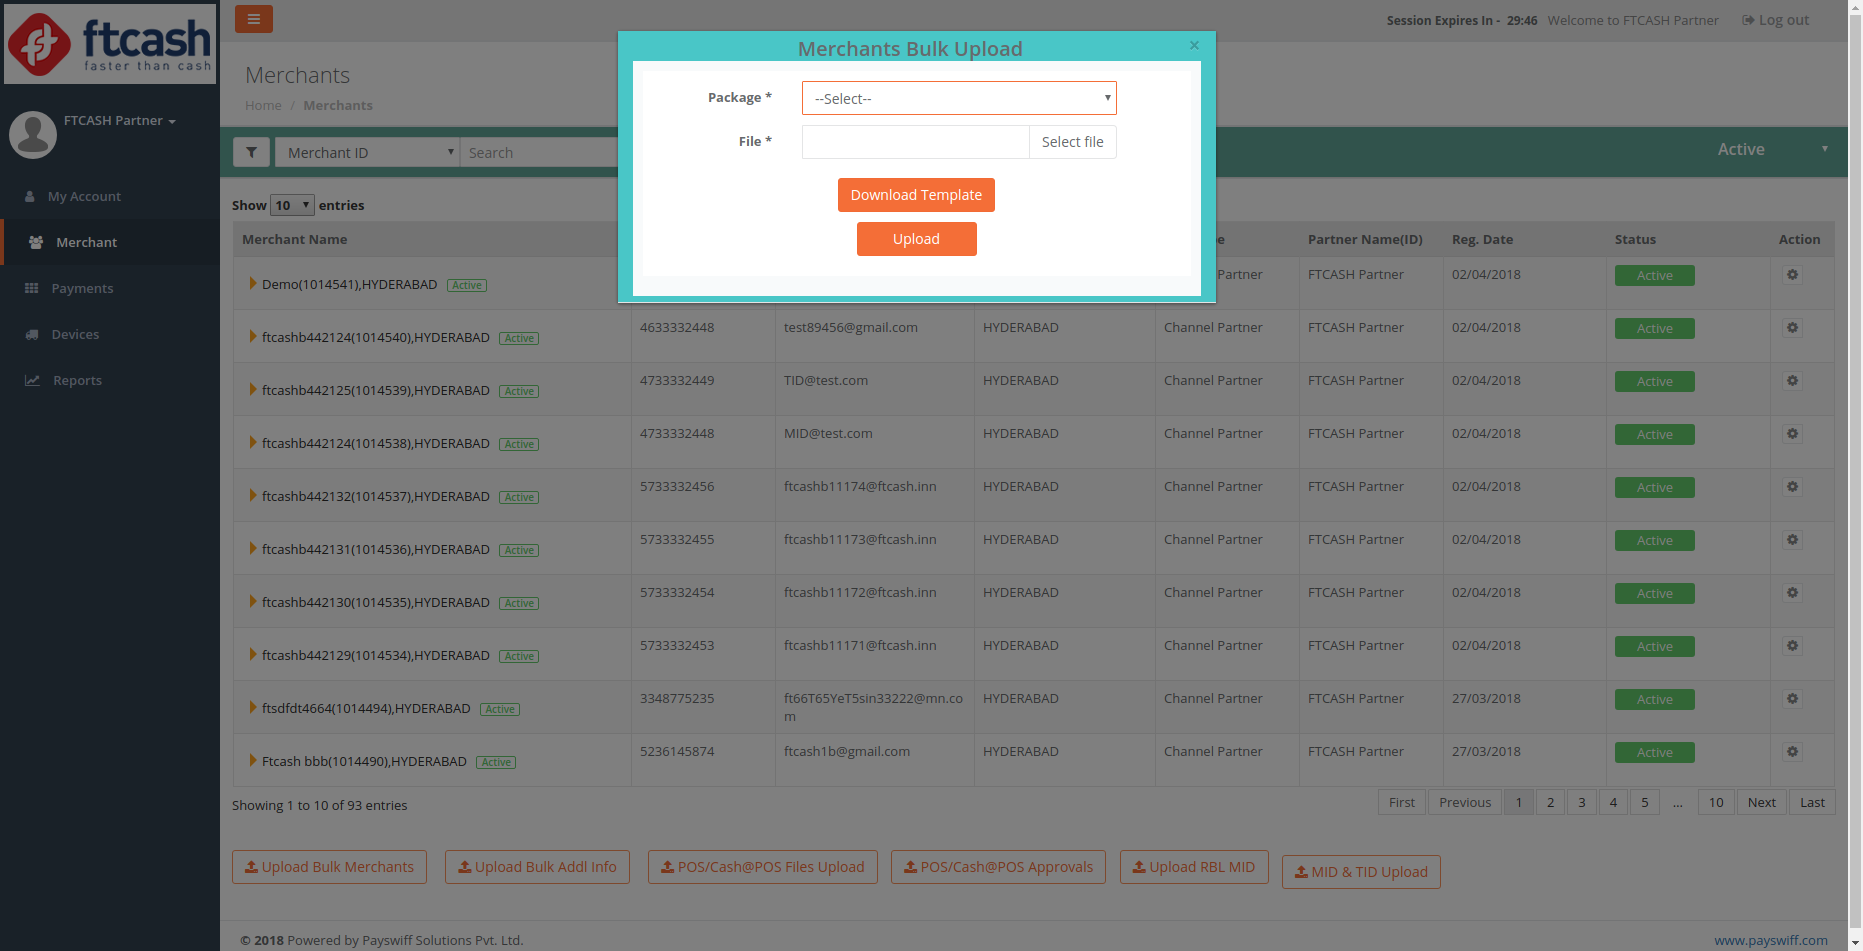 ftcash
faster than cash
Session Expires In - 29:46 Welcome to FTCASH Partner Log out
Merchants Bulk Upload ×
Merchants
Home / Merchants
Package * --Select--
File * Select file
Download Template
Upload
FTCASH Partner
My Account
Merchant
Payments
Devices
Reports
Merchant ID Search Active
Show 10 entries
Merchant Name Partner Name(ID) Reg. Date Status Action
Demo(1014541),HYDERABAD Active Partner FTCASH Partner 02/04/2018 Active
ftcashb442124(1014540),HYDERABAD Active 4633332448 test89456@gmail.com HYDERABAD Channel Partner FTCASH Partner 02/04/2018 Active
ftcashb442125(1014539),HYDERABAD Active 4733332449 TID@test.com HYDERABAD Channel Partner FTCASH Partner 02/04/2018 Active
ftcashb442124(1014538),HYDERABAD Active 4733332448 MID@test.com HYDERABAD Channel Partner FTCASH Partner 02/04/2018 Active
ftcashb442132(1014537),HYDERABAD Active 5733332456 ftcashb11174@ftcash.inn HYDERABAD Channel Partner FTCASH Partner 02/04/2018 Active
ftcashb442131(1014536),HYDERABAD Active 5733332455 ftcashb11173@ftcash.inn HYDERABAD Channel Partner FTCASH Partner 02/04/2018 Active
ftcashb442130(1014535),HYDERABAD Active 5733332454 ftcashb11172@ftcash.inn HYDERABAD Channel Partner FTCASH Partner 02/04/2018 Active
ftcashb442129(1014534),HYDERABAD Active 5733332453 ftcashb11171@ftcash.inn HYDERABAD Channel Partner FTCASH Partner 02/04/2018 Active
ftsdfdt4664(1014494),HYDERABAD Active 3348775235 ft66T65YeT5sin33222@mn.co HYDERABAD Channel Partner FTCASH Partner 27/03/2018 Active
m
Ftcash bbb(1014490),HYDERABAD Active 5236145874 ftcash1b@gmail.com HYDERABAD Channel Partner FTCASH Partner 27/03/2018 Active
Showing 1 to 10 of 93 entries First Previous 1 2 3 4 5 ... 10 Next Last
Upload Bulk Merchants Upload Bulk Addl Info POS/Cash@POS Files Upload POS/Cash@POS Approvals Upload RBL MID MID & TID Upload
© 2018 Powered by Payswiff Solutions Pvt. Ltd. www.payswiff.com